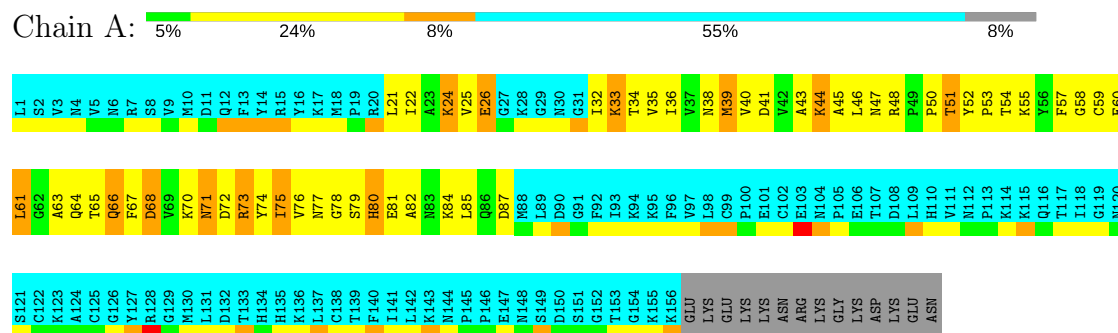 Chain A:
5% 24% 8% 55% 8%
L1 S2 V3 N4 V5 N6 R7 S8 V9 M10 D11 Q12 F13 Y14 R15 Y16 K17 M18 P19 R20 L21 I22 A23 K24 V25 E26 G27 K28 G29 N30 G31 I32 K33 T34 V35 I36 V37 N38 M39 V40 D41 V42 A43 K44 A45 L46 N47 R48 P49 P50 T51 Y52 P53 T54 K55 Y56 F57 G58 C59 E60
L61 G62 A63 Q64 T65 Q66 F67 D68 V69 K70 N71 D72 R73 Y74 I75 V76 N77 G78 S79 H80 E81 A82 N83 K84 L85 Q86 D87 M88 L89 D90 G91 F92 I93 K94 K95 F96 V97 L98 C99 P100 E101 C102 E103 N104 P105 E106 T107 D108 L109 H110 V111 N112 P113 K114 K115 Q116 T117 I118 G119 N120
S121 C122 K123 A124 C125 G126 Y127 R128 G129 M130 L131 D132 T133 H134 H135 K136 L137 C138 T139 F140 I141 L142 K143 N144 P145 P146 E147 N148 S149 D150 S151 G152 T153 G154 K155 K156 GLU LYS GLU LYS LYS ASN ARG LYS GLY LYS ASP LYS GLU ASN